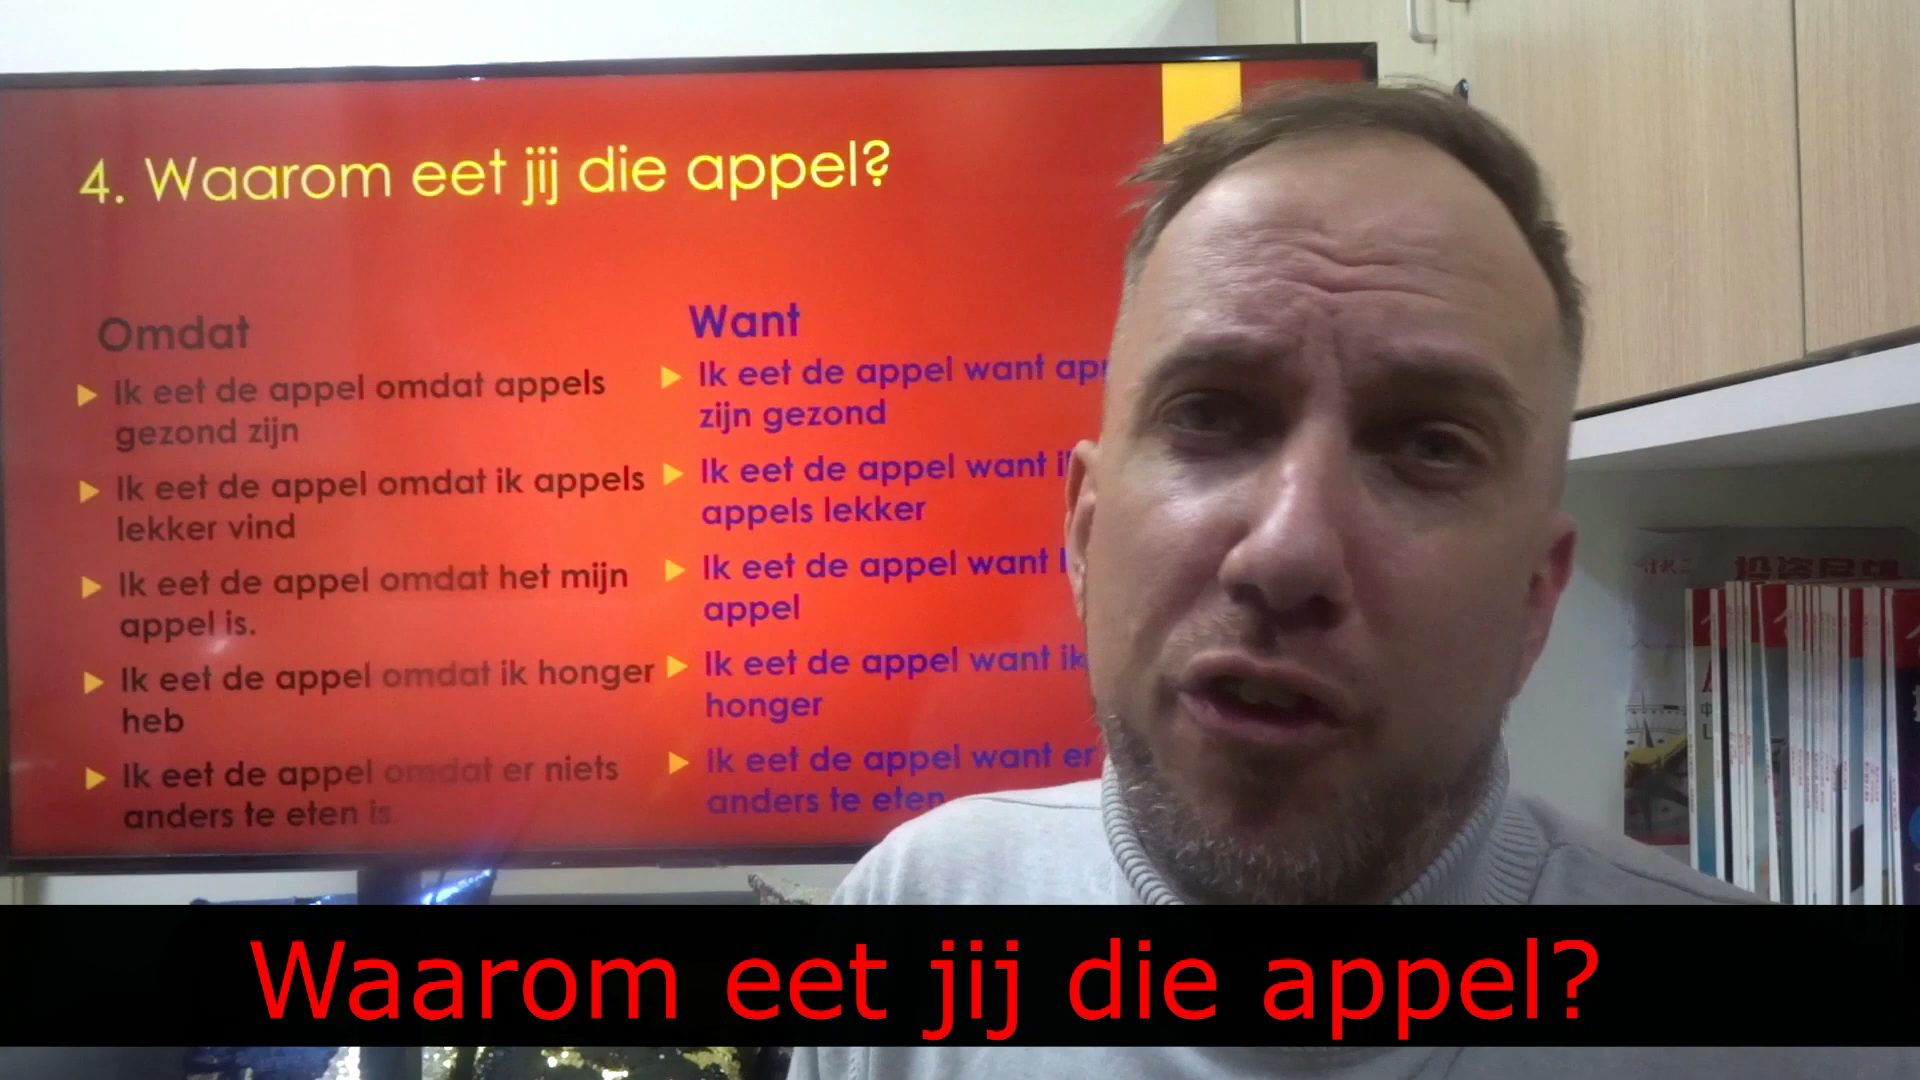 4. Waarom eet jij die appel?
Omdat
Ik eet de appel omdat appels
gezond zijn
Ik eet de appel omdat ik appels
lekker vind
Ik eet de appel omdat het mijn
appel is.
Ik eet de appel omdat ik honger
heb
Ik eet de appel omdat er niets
anders te eten is.
Want
Ik eet de appel want
zijn gezond
Ik eet de appel want
appels lekker
Ik eet de appel want
appel
Ik eet de appel want ik
honger
Ik eet de appel want er
anders te eten
Waarom eet jij die appel?